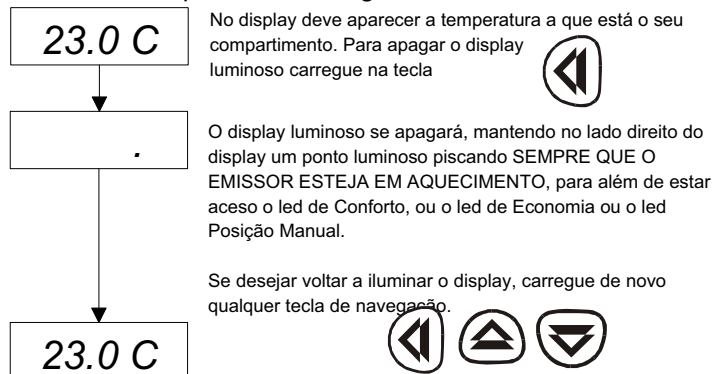 23.0 C
No display deve aparecer a temperatura a que está o seu
compartimento. Para apagar o display
luminoso carregue na tecla
.
O display luminoso se apagará, mantendo no lado direito do
display um ponto luminoso piscando SEMPRE QUE O
EMISSOR ESTEJA EM AQUECIMENTO, para além de estar
aceso o led de Conforto, ou o led de Economia ou o led
Posição Manual.
Se desejar voltar a iluminar o display, carregue de novo
qualquer tecla de navegação.
23.0 C